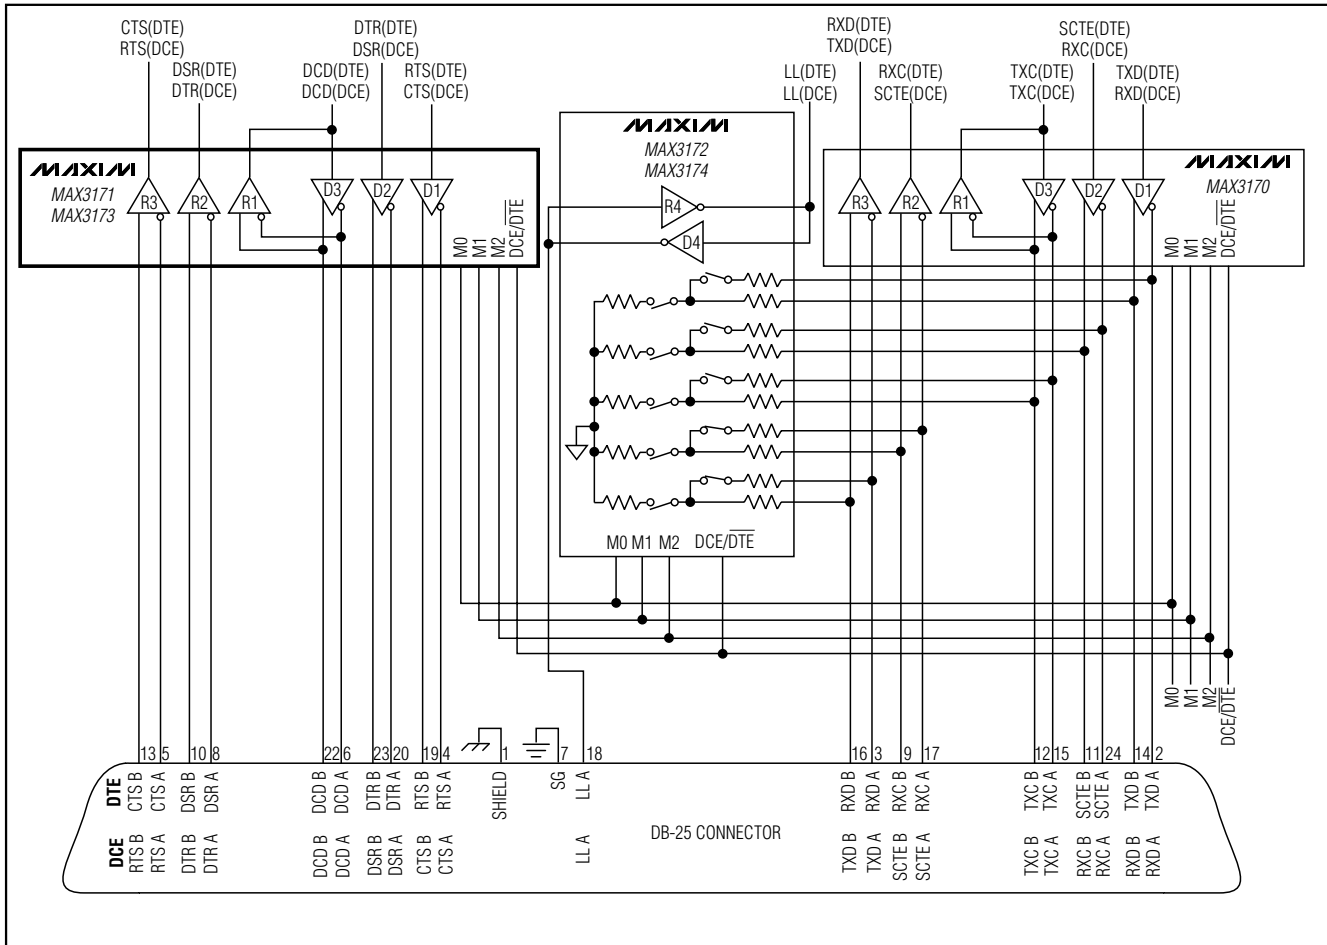 CTS(DTE)
RTS(DCE)
DSR(DTE)
DTR(DCE)
DCD(DTE)
DCD(DCE)
DTR(DTE)
DSR(DCE)
RTS(DTE)
CTS(DCE)
LL(DTE)
LL(DCE)
RXD(DTE)
TXD(DCE)
RXC(DTE)
SCTE(DCE)
TXC(DTE)
TXC(DCE)
SCTE(DTE)
RXC(DCE)
TXD(DTE)
RXD(DCE)
MAXIM
MAX3171
MAX3173
R3
R2
R1
D3
D2
D1
M0
M1
M2
DCE/DTE
MAXIM
MAX3172
MAX3174
R4
D4
M0 M1 M2 DCE/DTE
MAXIM
MAX3170
R3
R2
R1
D3
D2
D1
M0
M1
M2
DCE/DTE
M0
M1
M2
DCE/DTE
13 5 10 8 22 6 23 20 19 4 1 7 18 16 3 9 17 12 15 11 24 14 2
DTE
CTS B
CTS A
DSR B
DSR A
DCD B
DCD A
DTR B
DTR A
RTS B
RTS A
SHIELD
SG
LL A
RXD B
RXD A
RXC B
RXC A
TXC B
TXC A
SCTE B
SCTE A
TXD B
TXD A
DB-25 CONNECTOR
DCE
RTS B
RTS A
DTR B
DTR A
DCD B
DCD A
DSR B
DSR A
CTS B
CTS A
LL A
TXD B
TXD A
SCTE B
SCTE A
TXC B
TXC A
RXC B
RXC A
RXD B
RXD A